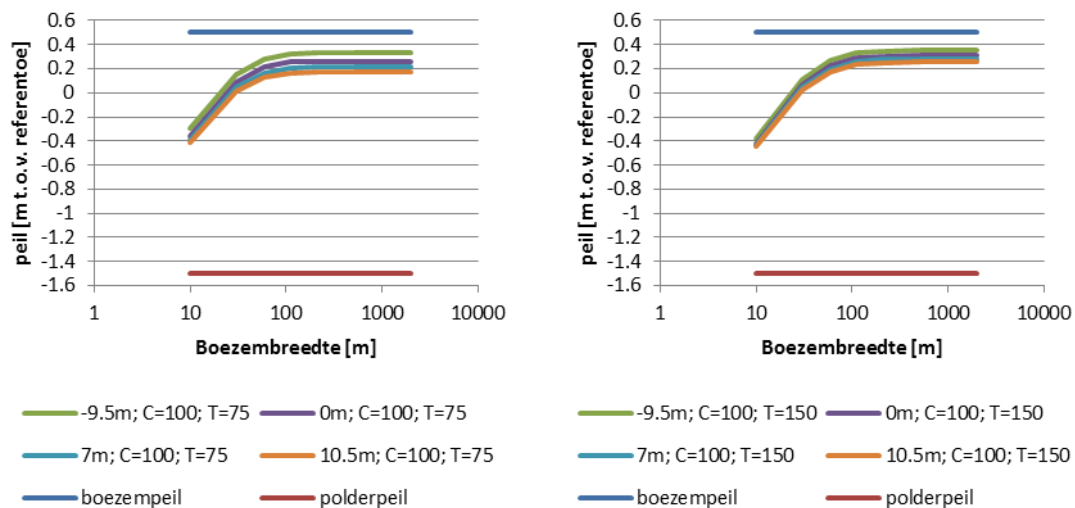 0.6
0.4
0.2
0
-0.2
-0.4
-0.6
-0.8
-1
-1.2
-1.4
-1.6
peil [m t.o.v. referentoe]
1 10 100 1000 10000
Boezembreedte [m]
-9.5m; C=100; T=75 0m; C=100; T=75
7m; C=100; T=75 10.5m; C=100; T=75
boezempeil polderpeil
0.6
0.4
0.2
0
-0.2
-0.4
-0.6
-0.8
-1
-1.2
-1.4
-1.6
peil [m t.o.v. referentoe]
1 10 100 1000 10000
Boezembreedte [m]
-9.5m; C=100; T=150 0m; C=100; T=150
7m; C=100; T=150 10.5m; C=100; T=150
boezempeil polderpeil